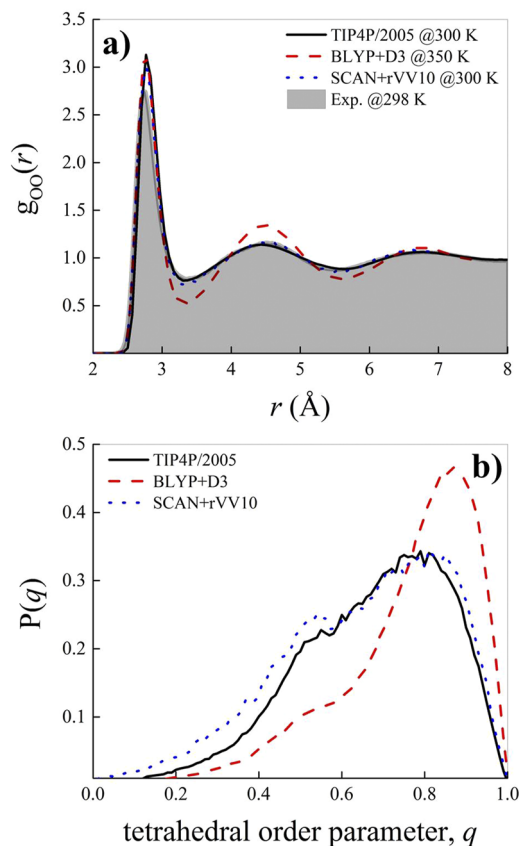 a)
TIP4P/2005 @300 K
BLYP+D3 @350 K
SCAN+rVV10 @300 K
Exp. @298 K
3.5
3.0
2.5
2.0
1.5
1.0
0.5
gOO(r)
2 3 4 5 6 7 8
r (Å)
b)
TIP4P/2005
BLYP+D3
SCAN+rVV10
0.5
0.4
0.3
0.2
0.1
P(q)
0.0 0.2 0.4 0.6 0.8 1.0
tetrahedral order parameter, q